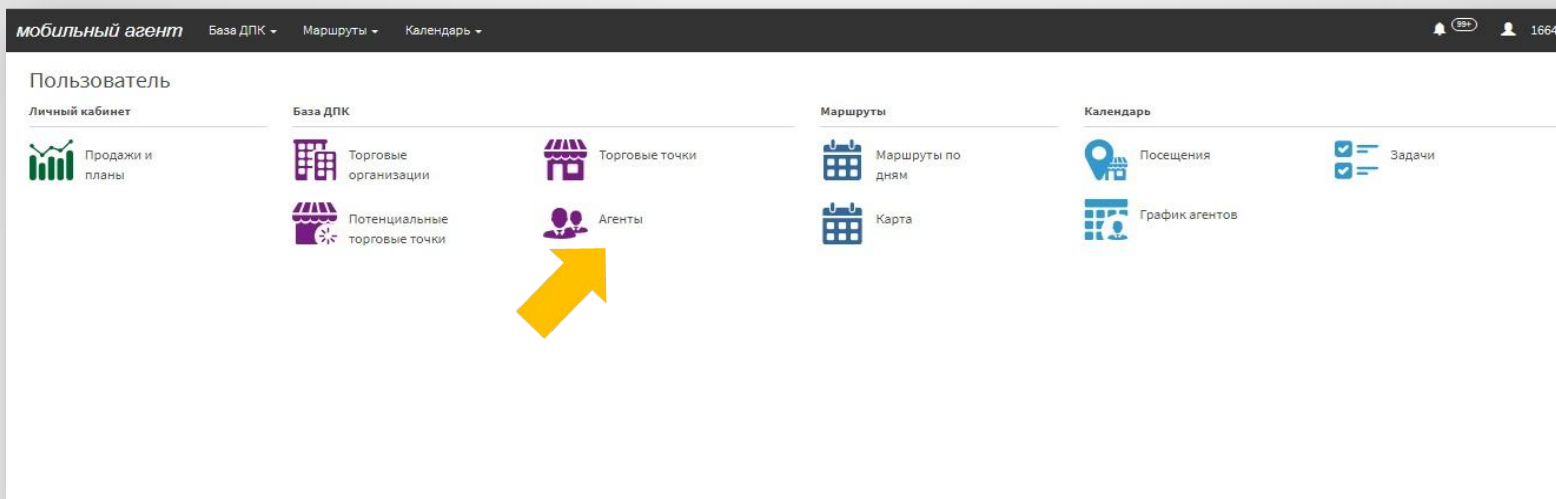 мобильный агент База ДПК Маршруты Календарь 99+ 1664
Пользователь
Личный кабинет
Продажи и
планы
База ДПК
Торговые
организации
Торговые точки
Потенциальные
торговые точки
Агенты
Маршруты
Маршруты по
дням
Карта
Календарь
Посещения
Задачи
График агентов